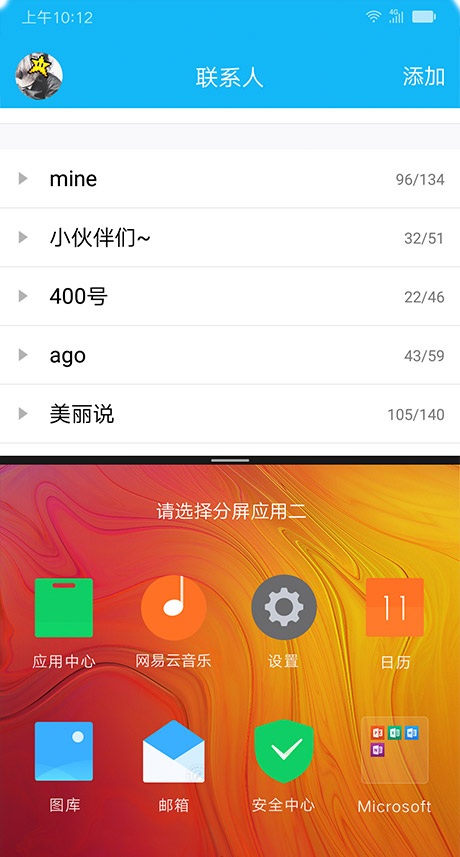 上午10:12
4G
联系人
添加
mine
96/134
小伙伴们~
32/51
400号
22/46
ago
43/59
美丽说
105/140
请选择分屏应用二
11
应用中心
网易云音乐
设置
日历
图库
邮箱
安全中心
Microsoft